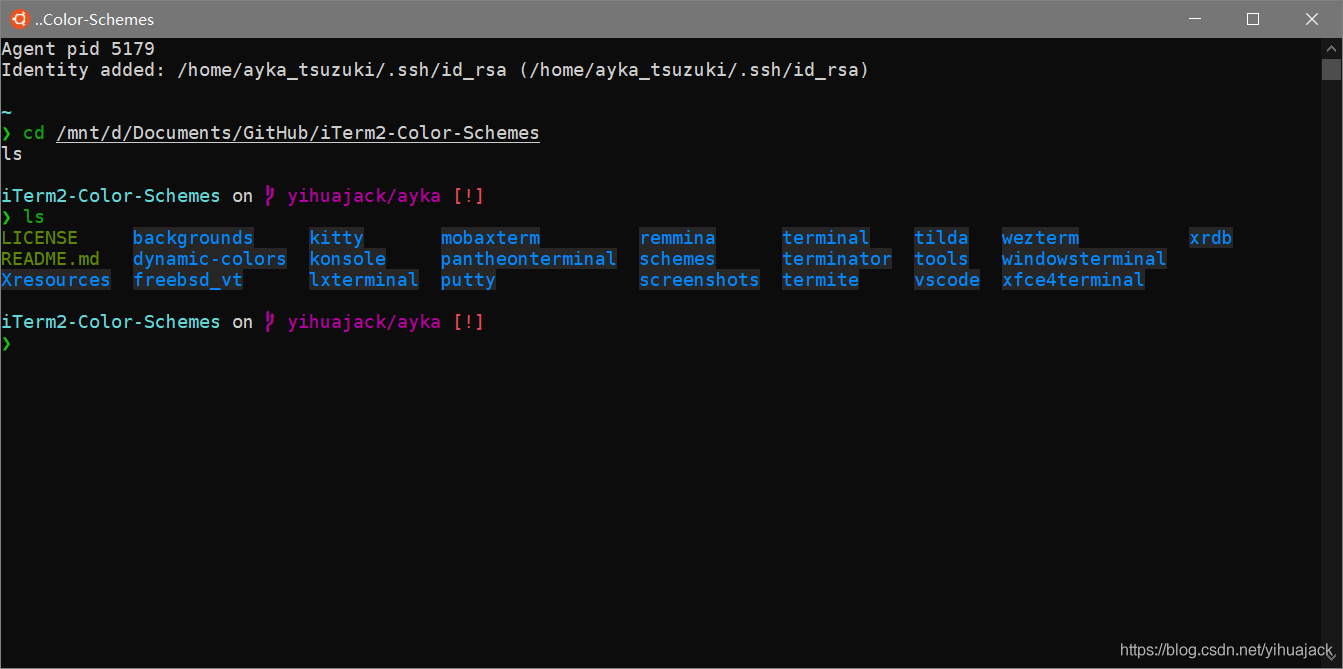 ..Color-Schemes
Agent pid 5179
Identity added: /home/ayka_tsuzuki/.ssh/id_rsa (/home/ayka_tsuzuki/.ssh/id_rsa)
~
❯ cd /mnt/d/Documents/GitHub/iTerm2-Color-Schemes
ls
iTerm2-Color-Schemes on  yihuajack/ayka [!]
❯ ls
LICENSE backgrounds kitty mobaxterm remmina terminal tilda wezterm xrdb
README.md dynamic-colors konsole pantheonterminal schemes terminator tools windowsterminal
Xresources freebsd_vt lxterminal putty screenshots termite vscode xfce4terminal
iTerm2-Color-Schemes on  yihuajack/ayka [!]
❯
https://blog.csdn.net/yihuajack